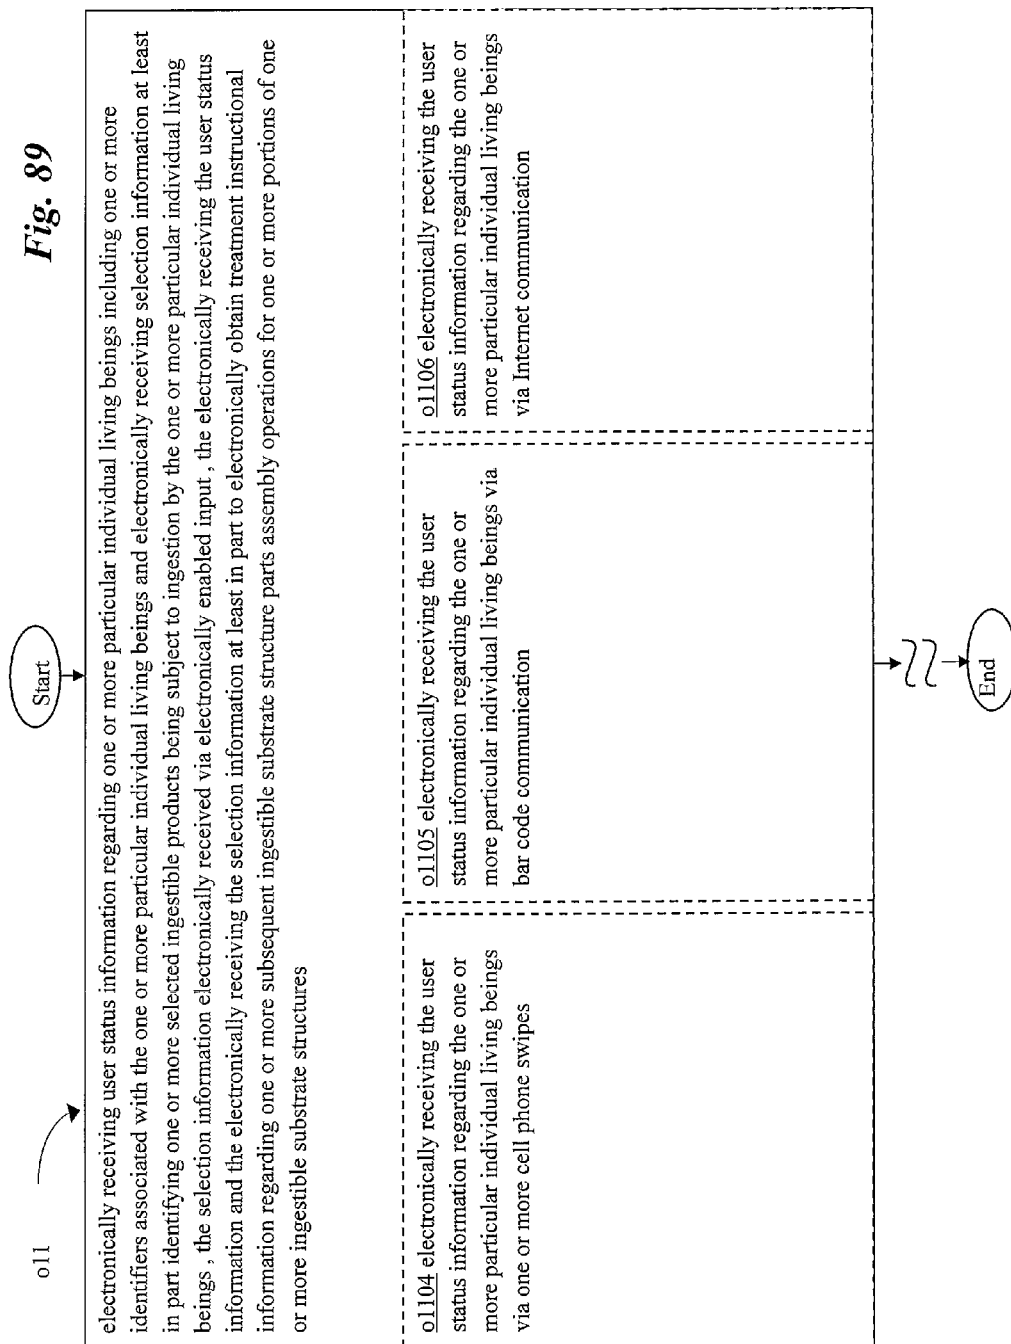 Fig. 89
Start
o11
electronically receiving user status information regarding one or more particular individual living beings including one or more
identifiers associated with the one or more particular individual living beings and electronically receiving selection information at least
in part identifying one or more selected ingestible products being subject to ingestion by the one or more particular individual living
beings , the selection information electronically received via electronically enabled input , the electronically receiving the user status
information and the electronically receiving the selection information at least in part to electronically obtain treatment instructional
information regarding one or more subsequent ingestible substrate structure parts assembly operations for one or more portions of one
or more ingestible substrate structures
o1104 electronically receiving the user
status information regarding the one or
more particular individual living beings
via one or more cell phone swipes
o1105 electronically receiving the user
status information regarding the one or
more particular individual living beings via
bar code communication
o1106 electronically receiving the user
status information regarding the one or
more particular individual living beings
via Internet communication
End